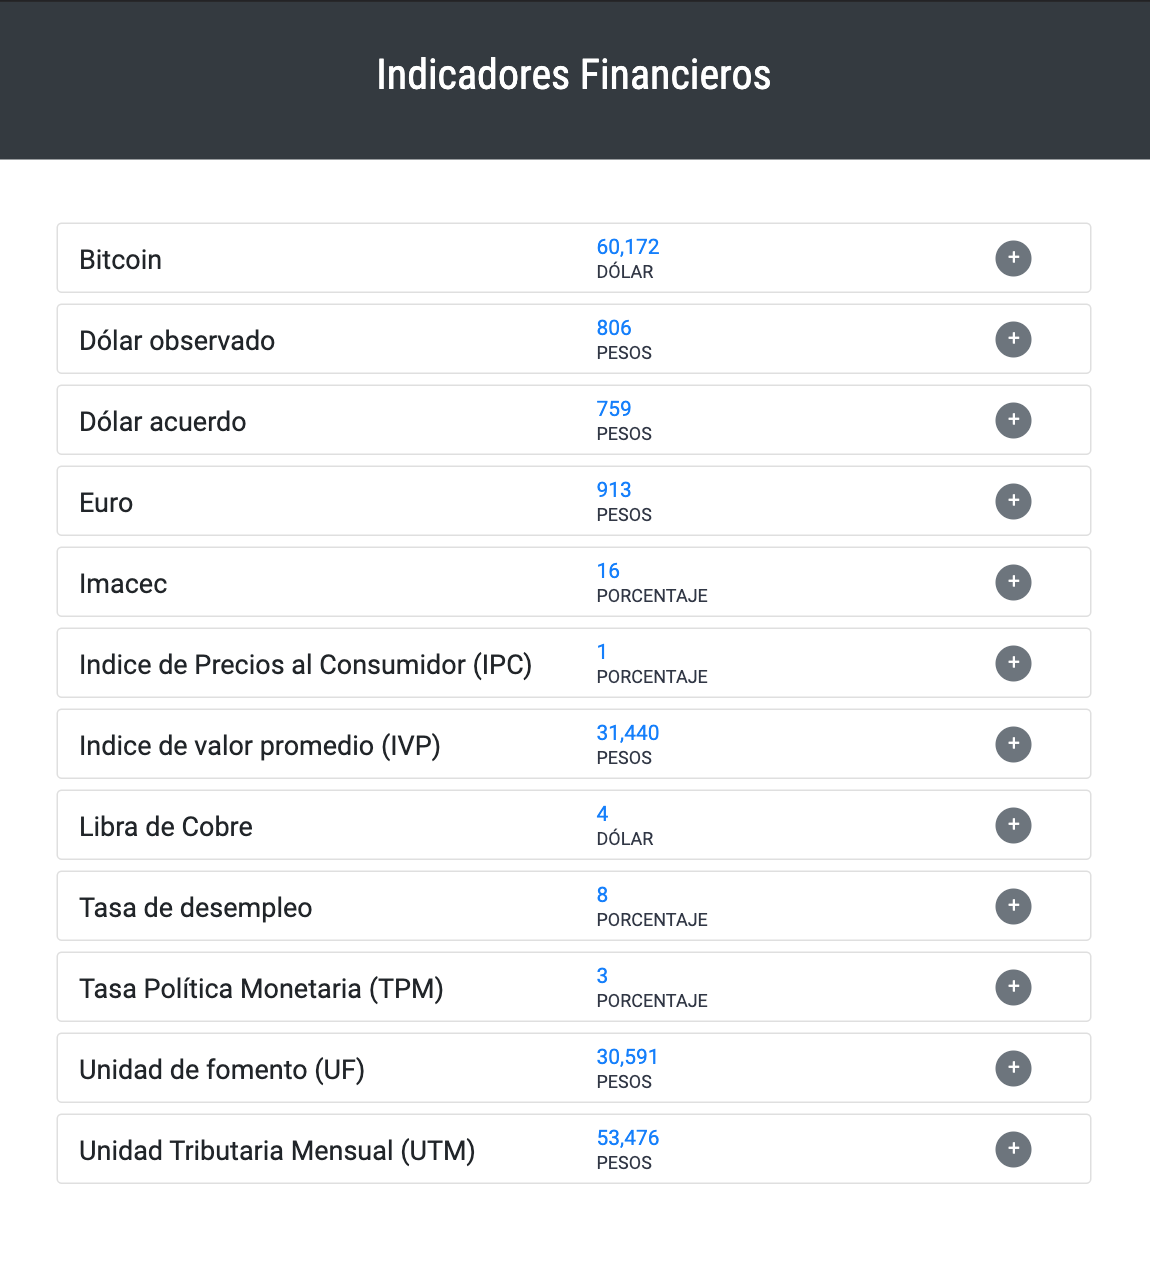 Indicadores Financieros
Bitcoin
60,172
DÓLAR
+
Dólar observado
806
PESOS
+
Dólar acuerdo
759
PESOS
+
Euro
913
PESOS
+
Imacec
16
PORCENTAJE
+
Indice de Precios al Consumidor (IPC)
1
PORCENTAJE
+
Indice de valor promedio (IVP)
31,440
PESOS
+
Libra de Cobre
4
DÓLAR
+
Tasa de desempleo
8
PORCENTAJE
+
Tasa Política Monetaria (TPM)
3
PORCENTAJE
+
Unidad de fomento (UF)
30,591
PESOS
+
Unidad Tributaria Mensual (UTM)
53,476
PESOS
+